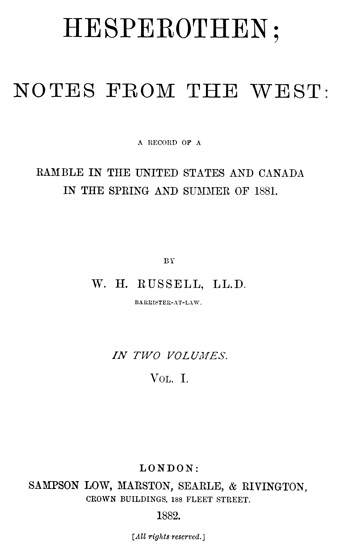 HESPEROTHEN;
NOTES FROM THE WEST:
A RECORD OF A
RAMBLE IN THE UNITED STATES AND CANADA
IN THE SPRING AND SUMMER OF 1881.
BY
W. H. RUSSELL, LL.D.
BARRISTER-AT-LAW.
IN TWO VOLUMES.
VOL. I.
LONDON:
SAMPSON LOW, MARSTON, SEARLE, & RIVINGTON,
CROWN BUILDINGS, 188 FLEET STREET.
1882.
[All rights reserved.]